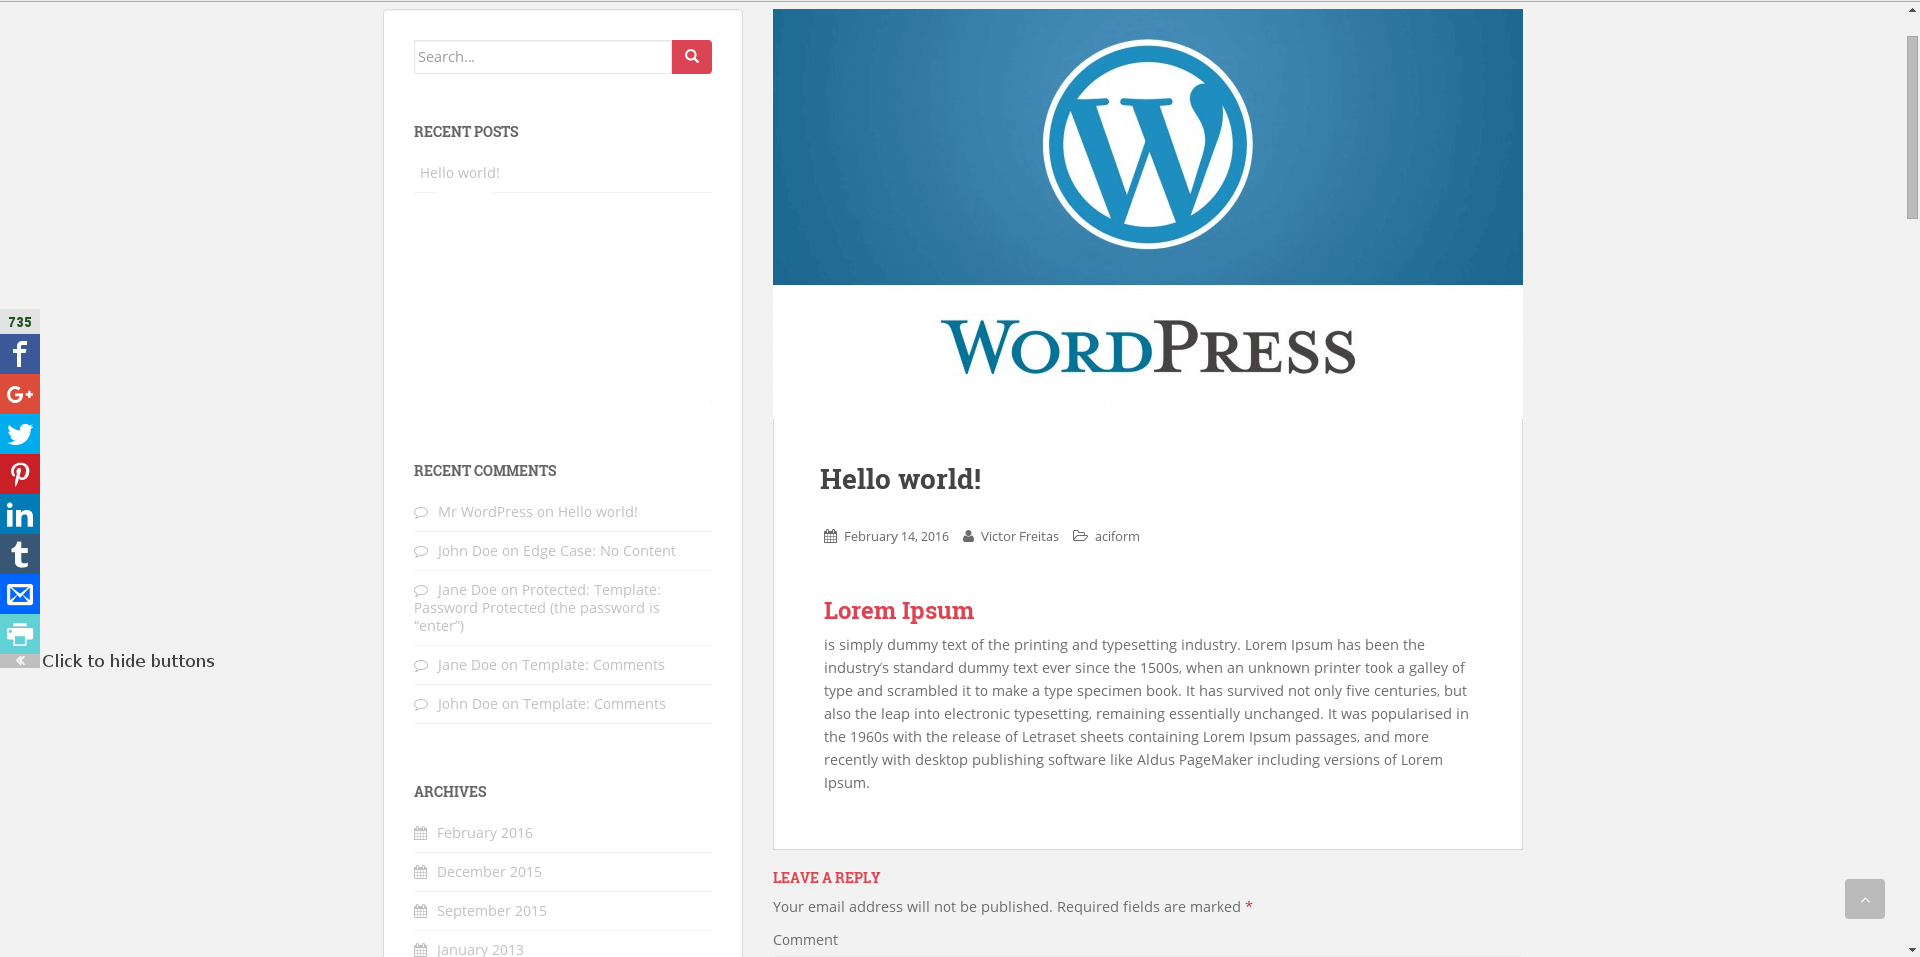 Search...
RECENT POSTS
Hello world!
RECENT COMMENTS
Mr WordPress on Hello world!
John Doe on Edge Case: No Content
Jane Doe on Protected: Template:
Password Protected (the password is
“enter”)
Jane Doe on Template: Comments
John Doe on Template: Comments
ARCHIVES
February 2016
December 2015
September 2015
January 2013
735
Click to hide buttons
WORDPRESS
Hello world!
February 14, 2016 Victor Freitas aciform
Lorem Ipsum
is simply dummy text of the printing and typesetting industry. Lorem Ipsum has been the
industry’s standard dummy text ever since the 1500s, when an unknown printer took a galley of
type and scrambled it to make a type specimen book. It has survived not only five centuries, but
also the leap into electronic typesetting, remaining essentially unchanged. It was popularised in
the 1960s with the release of Letraset sheets containing Lorem Ipsum passages, and more
recently with desktop publishing software like Aldus PageMaker including versions of Lorem
Ipsum.
LEAVE A REPLY
Your email address will not be published. Required fields are marked *
Comment